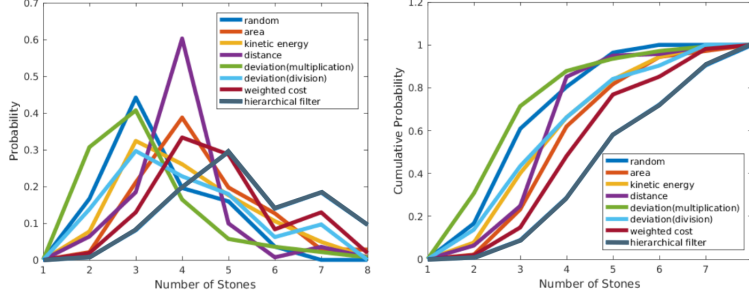 0.7
0.6
0.5
0.4
0.3
0.2
0.1
0
Probability
1 2 3 4 5 6 7 8
Number of Stones
random
area
kinetic energy
distance
deviation(multiplication)
deviation(division)
weighted cost
hierarchical filter
1.2
1
0.8
0.6
0.4
0.2
0
Cumulative Probability
1 2 3 4 5 6 7
Number of Stones
random
area
kinetic energy
distance
deviation(multiplication)
deviation(division)
weighted cost
hierarchical filter